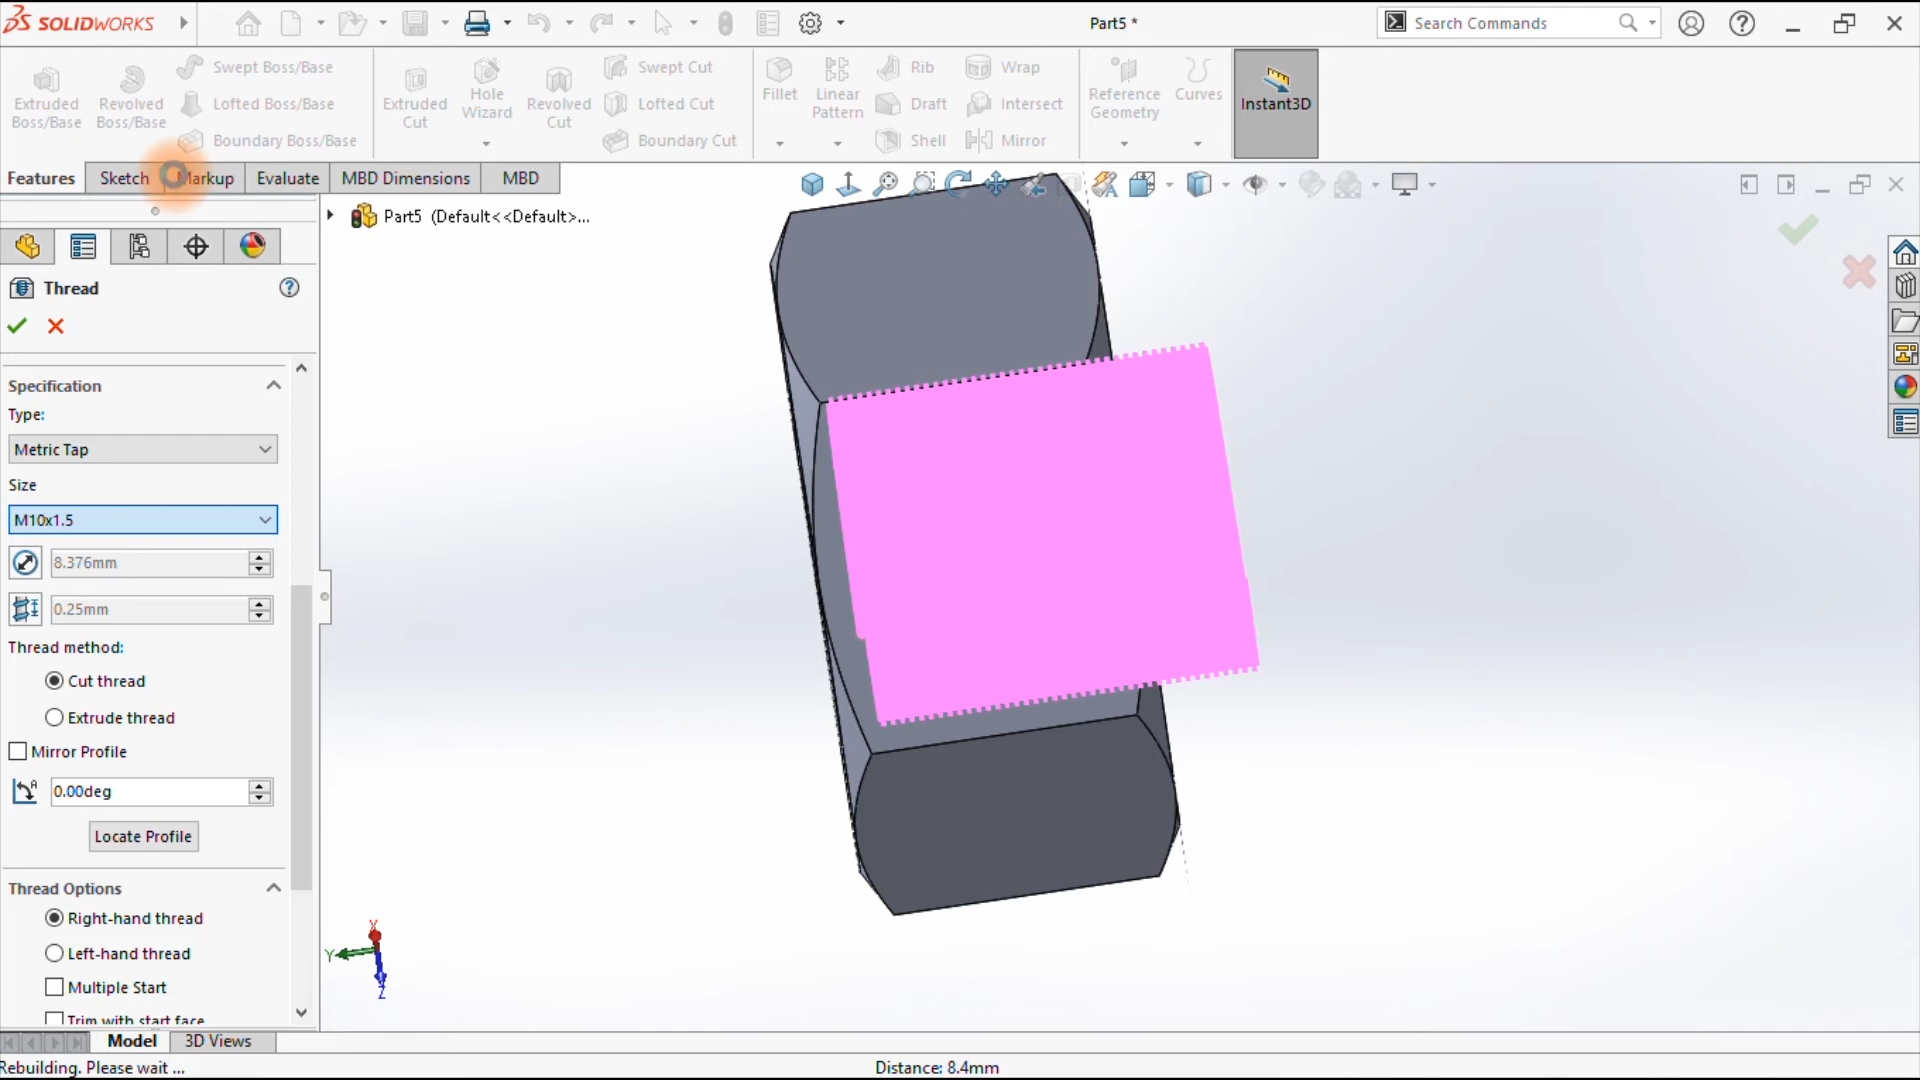 SOLIDWORKS
Part5 *
Search Commands
Extruded Boss/Base
Revolved Boss/Base
Swept Boss/Base
Lofted Boss/Base
Boundary Boss/Base
Extruded Cut
Hole Wizard
Revolved Cut
Swept Cut
Lofted Cut
Boundary Cut
Fillet
Linear Pattern
Rib
Draft
Shell
Wrap
Intersect
Mirror
Reference Geometry
Curves
Instant3D
Features
Sketch
Markup
Evaluate
MBD Dimensions
MBD
Part5 (Default<<Default>...
Thread
Specification
Type:
Metric Tap
Size
M10x1.5
8.376mm
0.25mm
Thread method:
Cut thread
Extrude thread
Mirror Profile
0.00deg
Locate Profile
Thread Options
Right-hand thread
Left-hand thread
Multiple Start
Trim with start face
X
Y
Z
Model
3D Views
Rebuilding. Please wait ...
Distance: 8.4mm